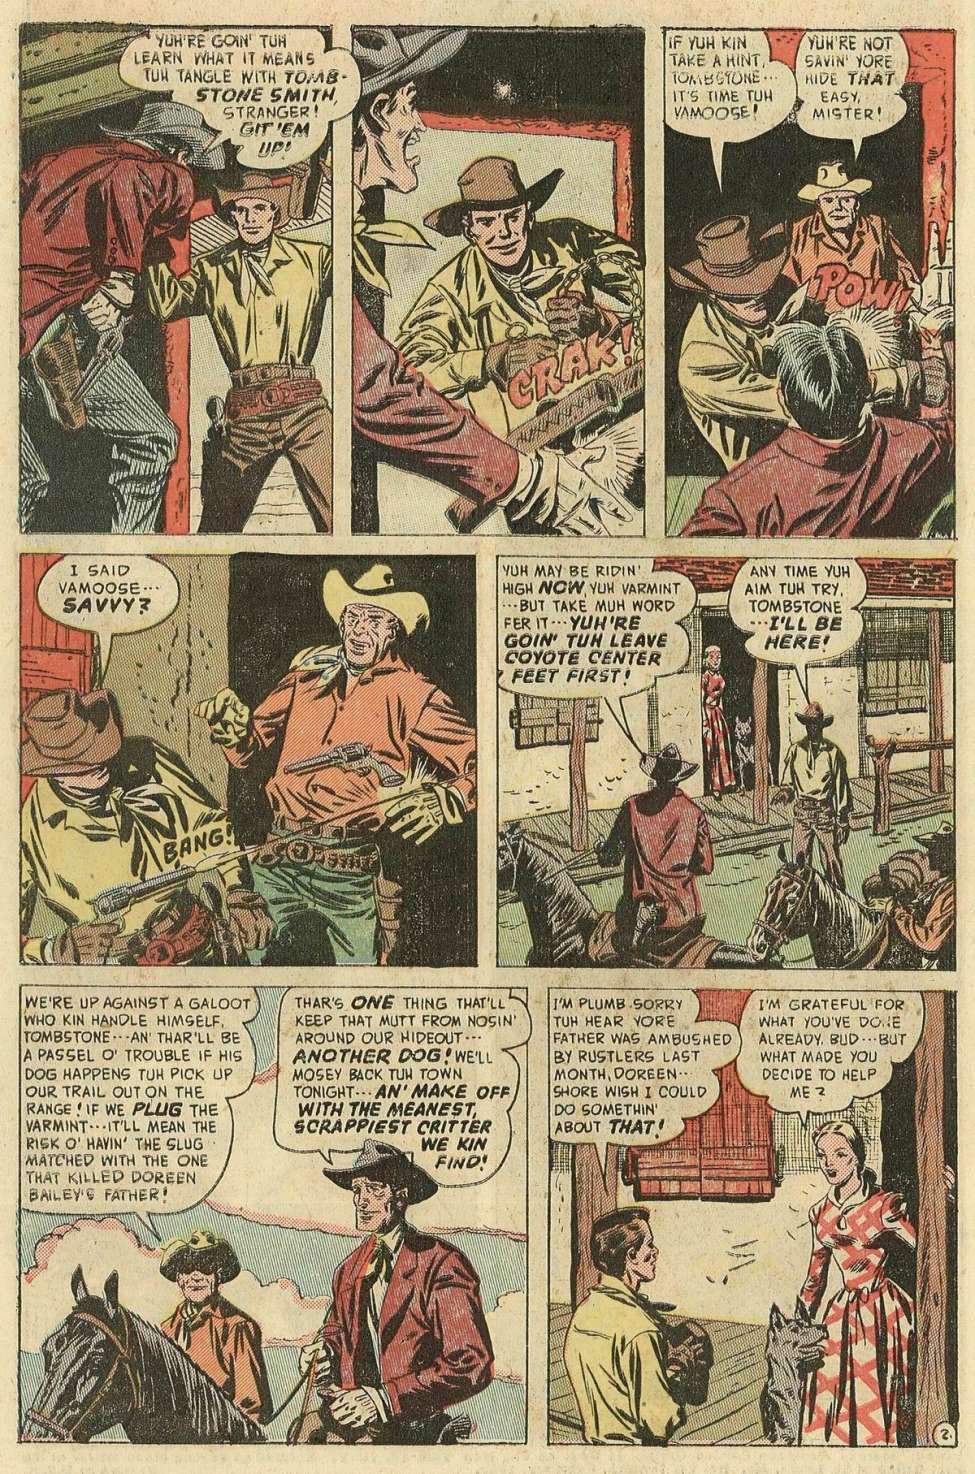 YUH'RE GOIN' TUH
LEARN WHAT IT MEANS
TUH TANGLE WITH TOMB-
STONE SMITH,
STRANGER!
GIT 'EM
UP!
CRAK!
IF YUH KIN
TAKE A HINT,
TOMBSTONE---
IT'S TIME TUH
VAMOOSE!
YUH'RE NOT
SAVIN' YORE
HIDE THAT
EASY,
MISTER!
POW!
I SAID
VAMOOSE---
SAVVY?
BANG!
YUH MAY BE RIDIN'
HIGH NOW, YUH VARMINT
---BUT TAKE MUH WORD
FER IT---YUH'RE
GOIN' TUH LEAVE
COYOTE CENTER
FEET FIRST!
ANY TIME YUH
AIM TUH TRY,
TOMBSTONE
---I'LL BE
HERE!
WE'RE UP AGAINST A GALOOT
WHO KIN HANDLE HIMSELF,
TOMBSTONE---AN' THAR'LL BE
A PASSEL O' TROUBLE IF HIS
DOG HAPPENS TUH PICK UP
OUR TRAIL OUT ON THE
RANGE! IF WE PLUG THE
VARMINT---IT'LL MEAN THE
RISK O' HAVIN' THE SLUG
MATCHED WITH THE ONE
THAT KILLED DOREEN
BAILEY'S FATHER!
THAR'S ONE THING THAT'LL
KEEP THAT MUTT FROM NOSIN'
AROUND OUR HIDEOUT---
ANOTHER DOG! WE'LL
MOSEY BACK TUH TOWN
TONIGHT---AN' MAKE OFF
WITH THE MEANEST,
SCRAPPIEST CRITTER
WE KIN
FIND!
I'M PLUMB SORRY
TUH HEAR YORE
FATHER WAS AMBUSHED
BY RUSTLERS LAST
MONTH, DOREEN---
SHORE WISH I COULD
DO SOMETHIN'
ABOUT THAT!
I'M GRATEFUL FOR
WHAT YOU'VE DONE
ALREADY, BUD---BUT
WHAT MADE YOU
DECIDE TO HELP
ME?
2.